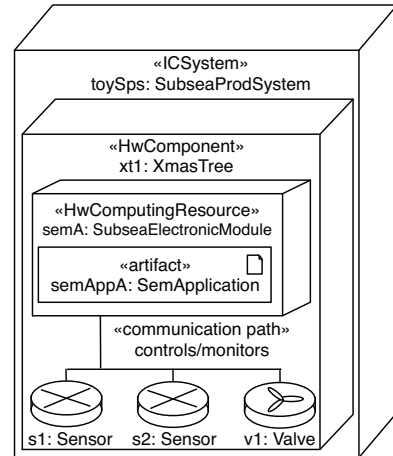 «ICSystem»
toySps: SubseaProdSystem
«HwComponent»
xt1: XmasTree
«HwComputingResource»
semA: SubseaElectronicModule
«artifact»
semAppA: SemApplication
«communication path»
controls/monitors
s1: Sensor s2: Sensor v1: Valve